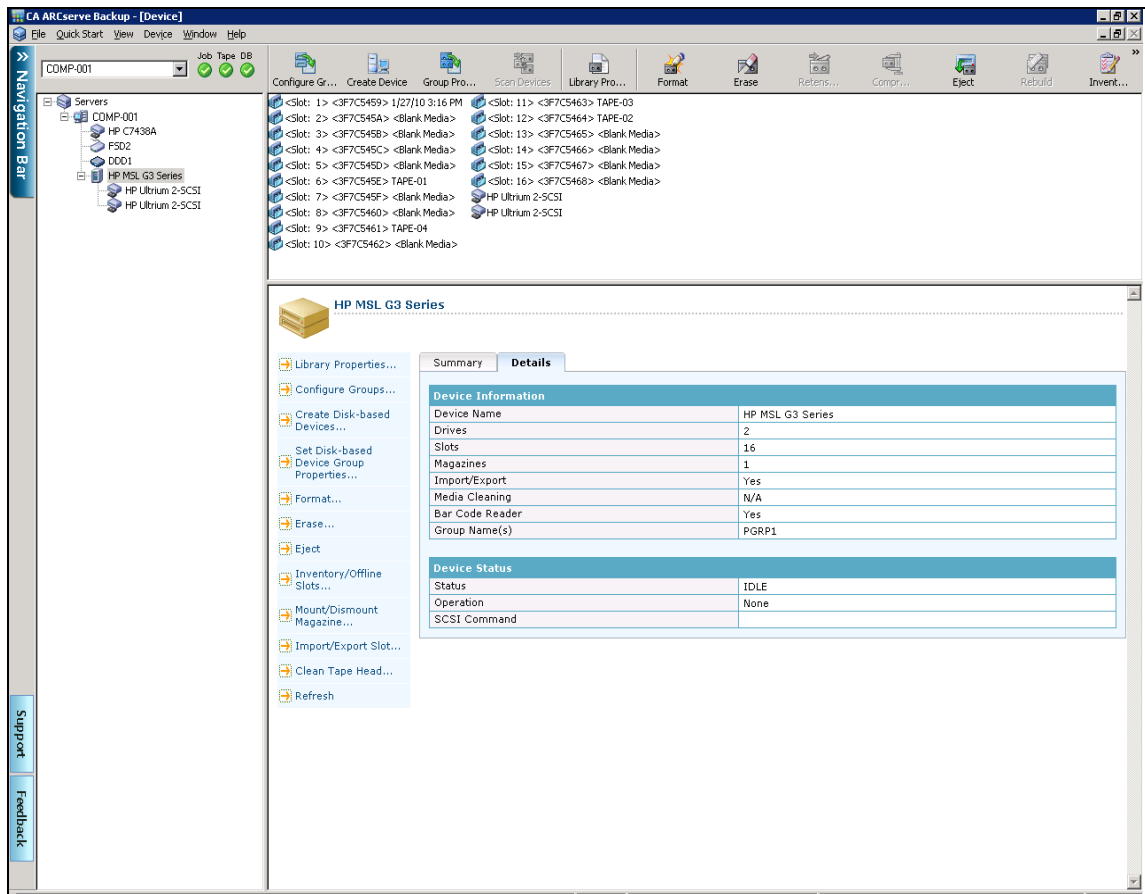 CA ARCserve Backup - [Device]
File Quick Start View Device Window Help
Navigation Bar
COMP-001
Job Tape DB
Configure Gr...
Create Device
Group Pro...
Scan Devices
Library Pro...
Format
Erase
Retens...
Compr...
Eject
Rebuild
Invent...
Servers
COMP-001
HP C7438A
FSD2
DDD1
HP MSL G3 Series
HP Ultrium 2-SCSI
HP Ultrium 2-SCSI
<Slot: 1> <3F7C5459> 1/27/10 3:16 PM
<Slot: 2> <3F7C545A> <Blank Media>
<Slot: 3> <3F7C545B> <Blank Media>
<Slot: 4> <3F7C545C> <Blank Media>
<Slot: 5> <3F7C545D> <Blank Media>
<Slot: 6> <3F7C545E> TAPE-01
<Slot: 7> <3F7C545F> <Blank Media>
<Slot: 8> <3F7C5460> <Blank Media>
<Slot: 9> <3F7C5461> TAPE-04
<Slot: 10> <3F7C5462> <Blank Media>
<Slot: 11> <3F7C5463> TAPE-03
<Slot: 12> <3F7C5464> TAPE-02
<Slot: 13> <3F7C5465> <Blank Media>
<Slot: 14> <3F7C5466> <Blank Media>
<Slot: 15> <3F7C5467> <Blank Media>
<Slot: 16> <3F7C5468> <Blank Media>
HP Ultrium 2-SCSI
HP Ultrium 2-SCSI
HP MSL G3 Series
Library Properties...
Configure Groups...
Create Disk-based
Devices...
Set Disk-based
Device Group
Properties...
Format...
Erase...
Eject
Inventory/Offline
Slots...
Mount/Dismount
Magazine...
Import/Export Slot...
Clean Tape Head...
Refresh
Summary
Details
Device Information
Device Name HP MSL G3 Series
Drives 2
Slots 16
Magazines 1
Import/Export Yes
Media Cleaning N/A
Bar Code Reader Yes
Group Name(s) PGRP1
Device Status
Status IDLE
Operation None
SCSI Command
Support
Feedback